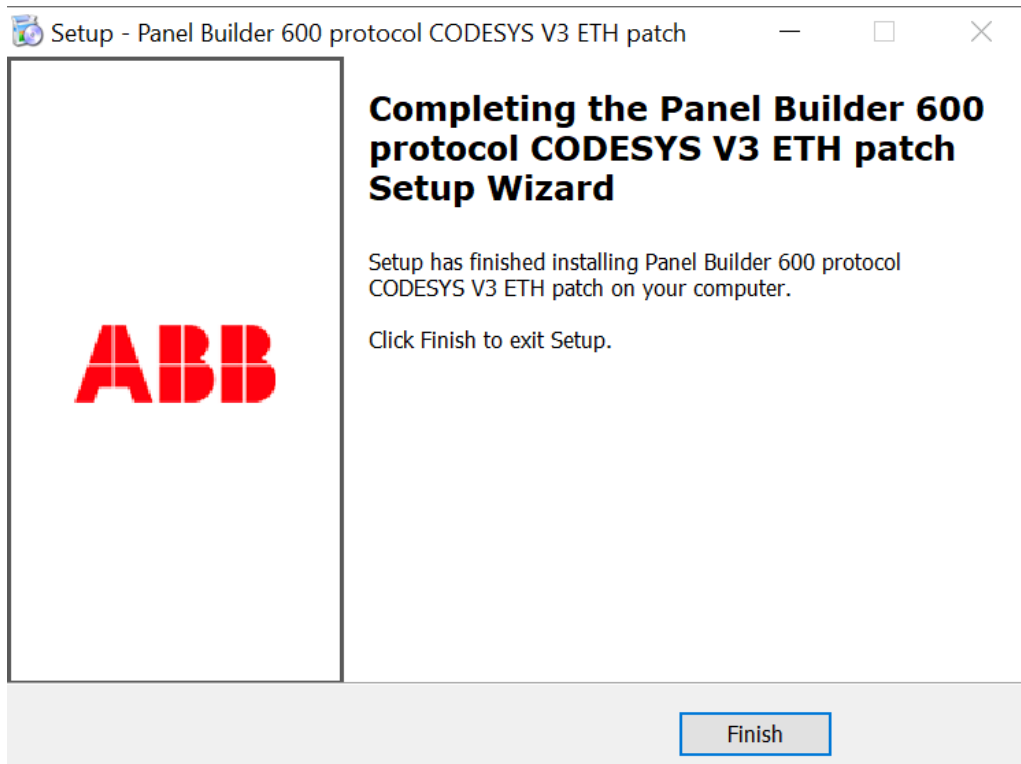 Setup - Panel Builder 600 protocol CODESYS V3 ETH patch
Completing the Panel Builder 600
protocol CODESYS V3 ETH patch
Setup Wizard
Setup has finished installing Panel Builder 600 protocol
CODESYS V3 ETH patch on your computer.
Click Finish to exit Setup.
ABB
Finish